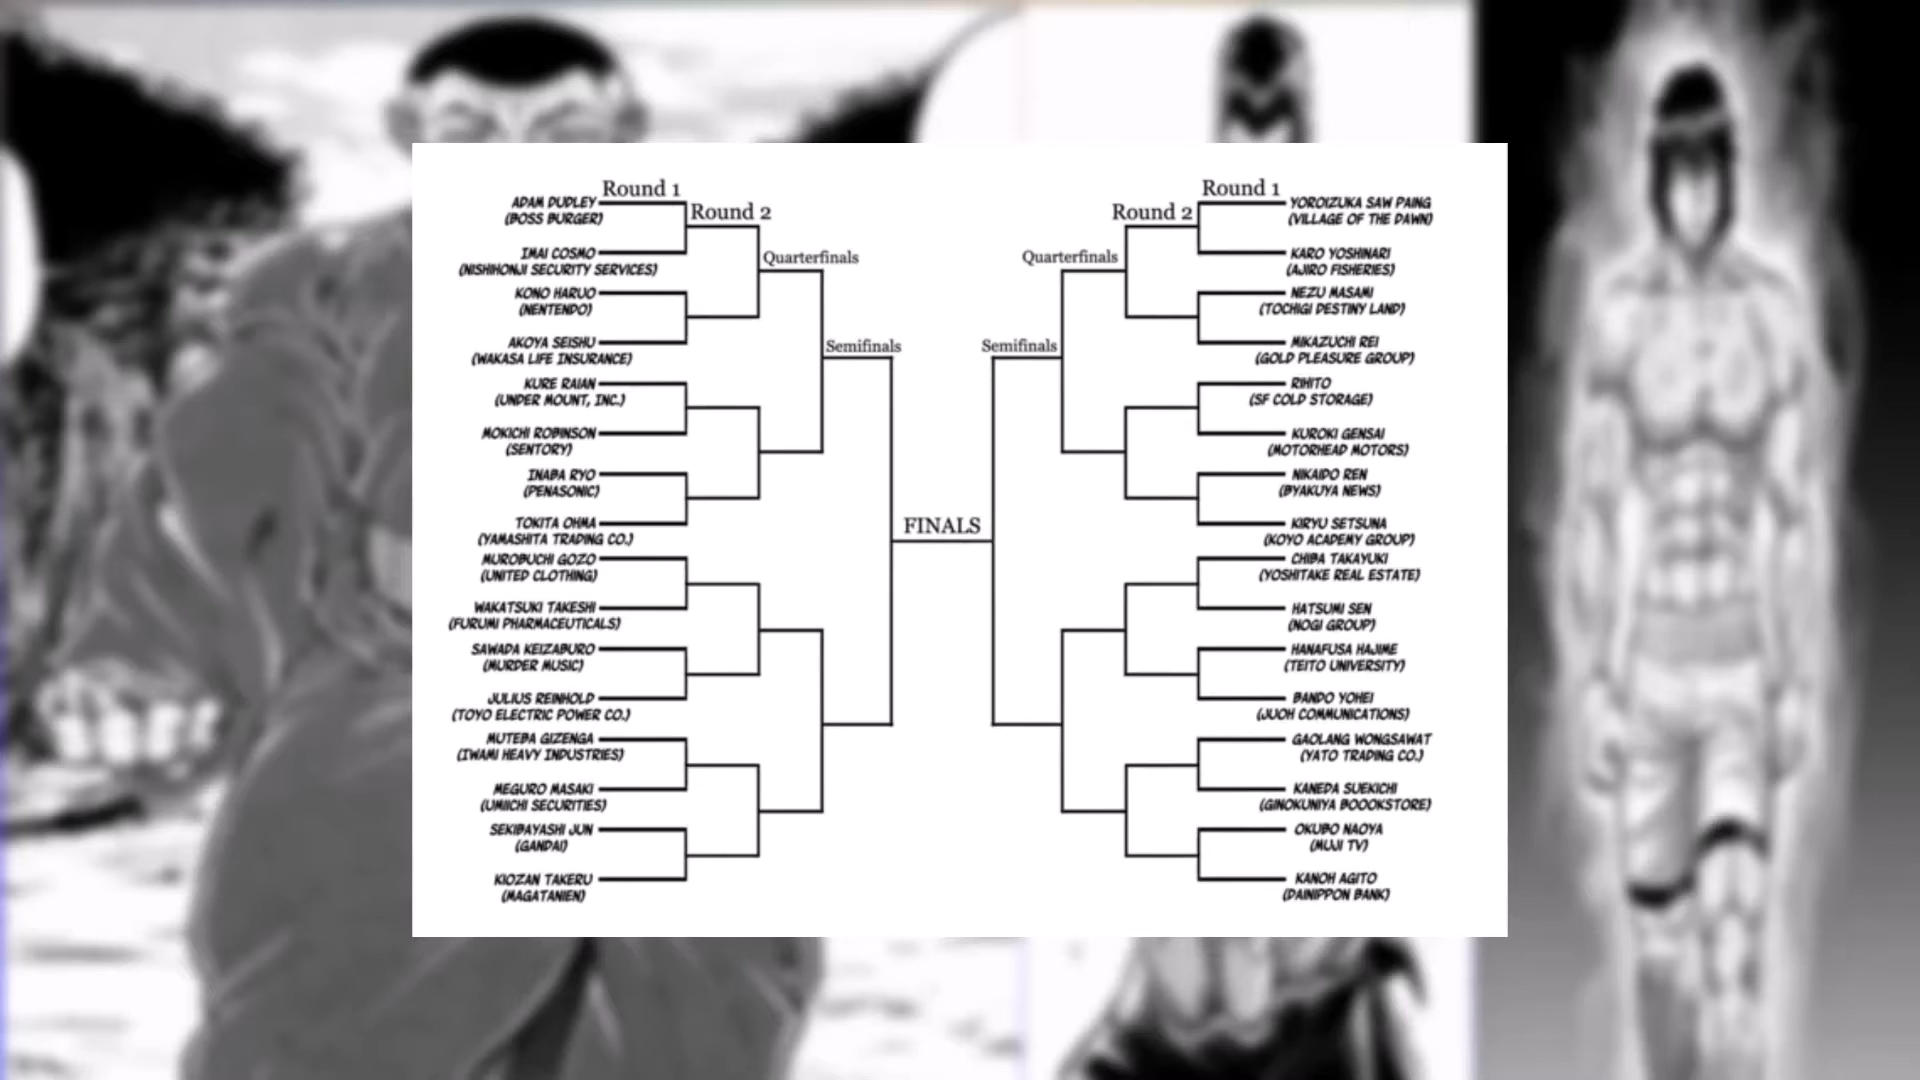 Round 1
ADAM DUDLEY
(BOSS BURGER)
Round 2
IMAI COSMO
(NISHIHONJI SECURITY SERVICES)
Quarterfinals
KONO HARUO
(NENTENDO)
AKOYA SEISHU
(WAKASA LIFE INSURANCE)
Semifinals
KURE RAIAN
(UNDER MOUNT, INC.)
MOKICHI ROBINSON
(SENTORY)
INABA RYO
(PENASONIC)
TOKITA OHMA
(YAMASHITA TRADING CO.)
MUROBUCHI GOZO
(UNITED CLOTHING)
WAKATSUKI TAKESHI
(FURUMI PHARMACEUTICALS)
SAWADA KEIZABURO
(MURDER MUSIC)
JULIUS REINHOLD
(TOYO ELECTRIC POWER CO.)
MUTEBA GIZENGA
(IWAMI HEAVY INDUSTRIES)
MEGURO MASAKI
(UMIICHI SECURITIES)
SEKIBAYASHI JUN
(GANDAI)
KIOZAN TAKERU
(MAGATANIEN)
FINALS
Round 1
YOROIZUKA SAW PAING
(VILLAGE OF THE DAWN)
Round 2
KARO YOSHINARI
(AJIRO FISHERIES)
Quarterfinals
NEZU MASAMI
(TOCHIGI DESTINY LAND)
MIKAZUCHI REI
(GOLD PLEASURE GROUP)
Semifinals
RIHITO
(SF COLD STORAGE)
KUROKI GENSAI
(MOTORHEAD MOTORS)
NIKAIDO REN
(BYAKUYA NEWS)
KIRYU SETSUNA
(KOYO ACADEMY GROUP)
CHIBA TAKAYUKI
(YOSHITAKE REAL ESTATE)
HATSUMI SEN
(NOGI GROUP)
HANAFUSA HAJIME
(TEITO UNIVERSITY)
BANDO YOHEI
(JUOH COMMUNICATIONS)
GAOLANG WONGSAWAT
(YATO TRADING CO.)
KANEDA SUEKICHI
(GINOKUNIYA BOOOKSTORE)
OKUBO NAOYA
(MUJI TV)
KANOH AGITO
(DAINIPPON BANK)